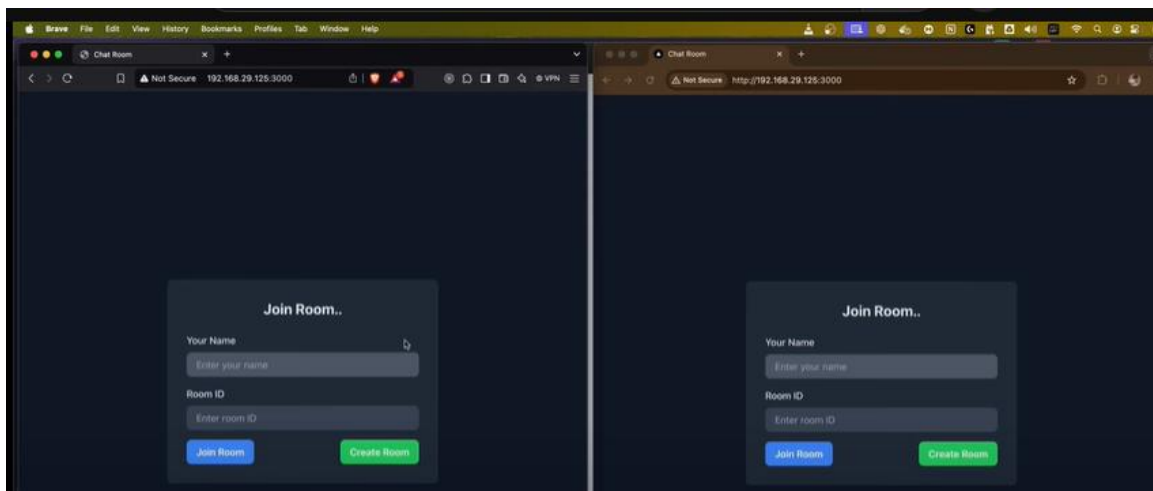 Brave File Edit View History Bookmarks Profiles Tab Window Help
Chat Room
Not Secure 192.168.29.125:3000
VPN
Join Room..
Your Name
Enter your name
Room ID
Enter room ID
Join Room Create Room
Chat Room
Not Secure http://192.168.29.125:3000
Join Room..
Your Name
Enter your name
Room ID
Enter room ID
Join Room Create Room